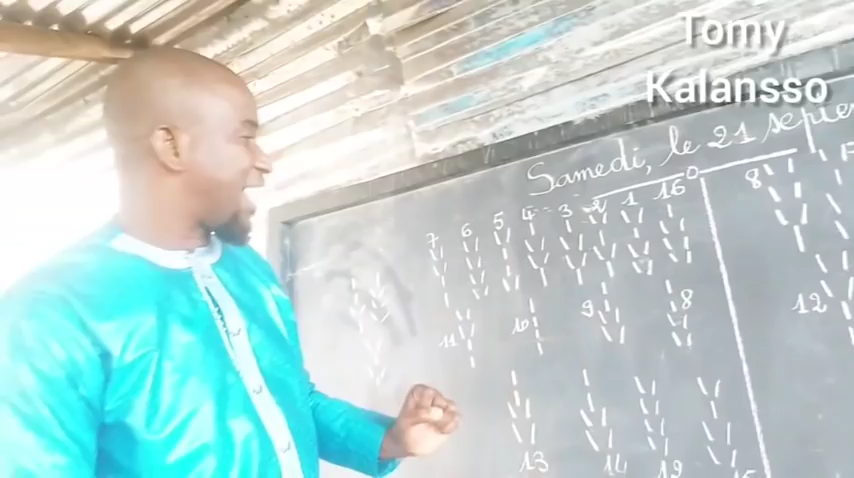 Tomy
Kalansso
Samedi, le 21
7 6 5 4 3 2 1 16 8
11 10 9 8 12
13 14 12